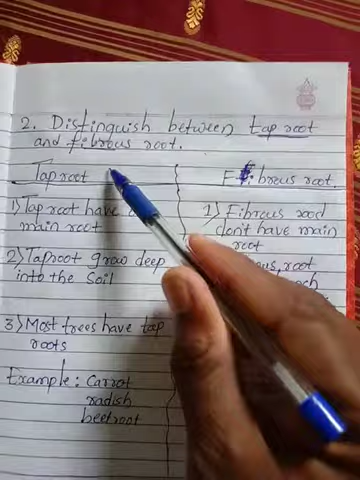 2. Distinguish between tap root
and fibrous root.
Tap root
Fibrous root.
1) Tap root have
main root
2) Taproot grow deep
into the soil
3) Most trees have tap
roots
Example: Carrot
radish
beetroot
1) Fibrous rood
don't have main
root
root